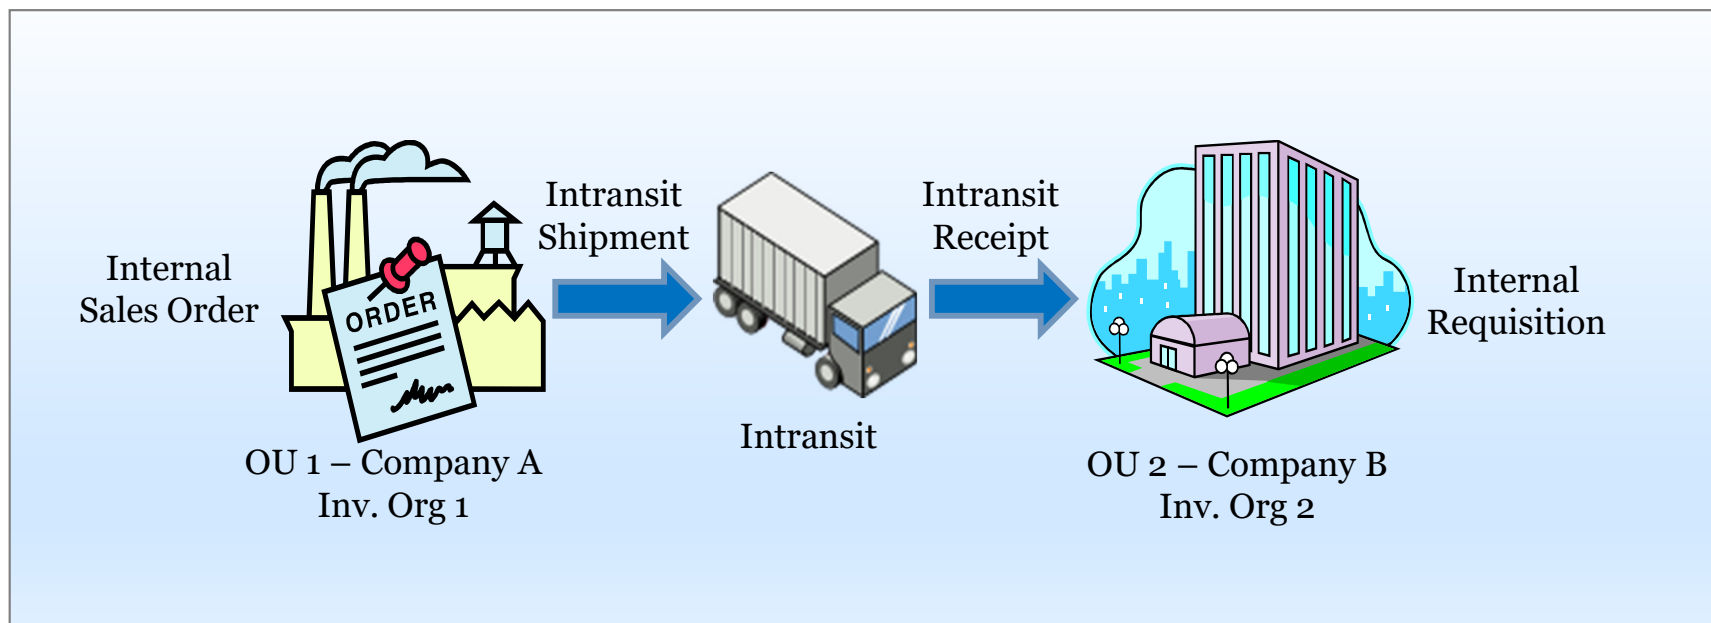 Internal
Sales Order
ORDER
OU 1 – Company A
Inv. Org 1
Intransit
Shipment
Intransit
Intransit
Receipt
OU 2 – Company B
Inv. Org 2
Internal
Requisition